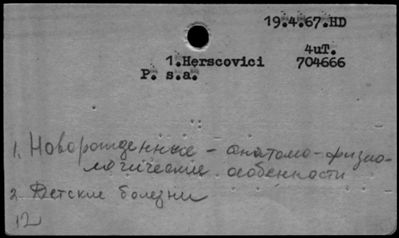 19.4.67.HD
4uT.
1.Herscovici 704666
P. s.a.
1. Новорожденные - анатомо-физио-
логические особенности
2. Детские болезни
12